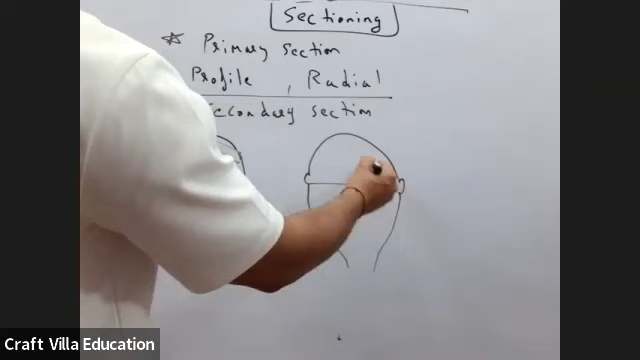 Sectioning
☆ Primary section
Profile , Radial
Secondary section
Craft Villa Education